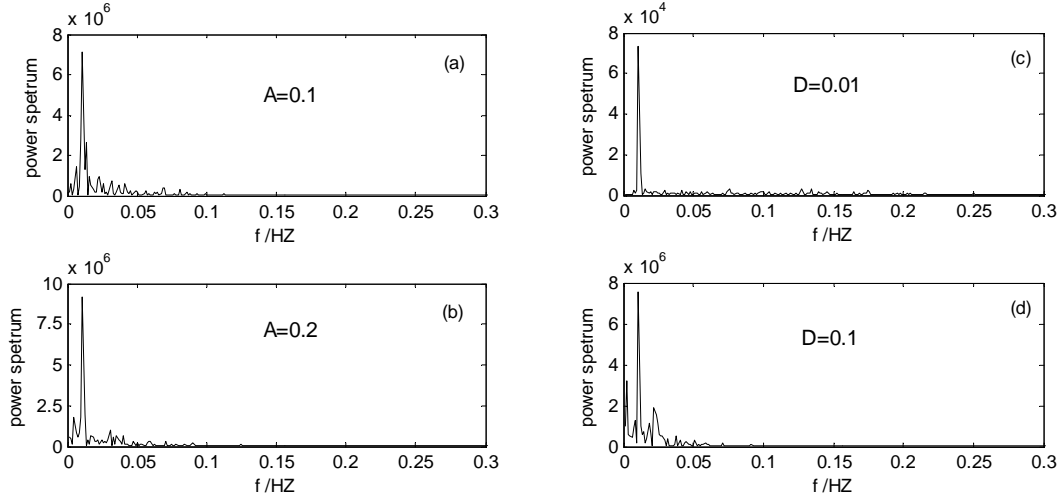 x 10^6
8
6
4
2
0
power spetrum
(a)
A=0.1
0 0.05 0.1 0.15 0.2 0.25 0.3
f /HZ
x 10^6
10
7.5
5
2.5
0
power spetrum
(b)
A=0.2
0 0.05 0.1 0.15 0.2 0.25 0.3
f /HZ
x 10^4
8
6
4
2
0
power spetrum
(c)
D=0.01
0 0.05 0.1 0.15 0.2 0.25 0.3
f /HZ
x 10^6
8
6
4
2
0
power spetrum
(d)
D=0.1
0 0.05 0.1 0.15 0.2 0.25 0.3
f /HZ